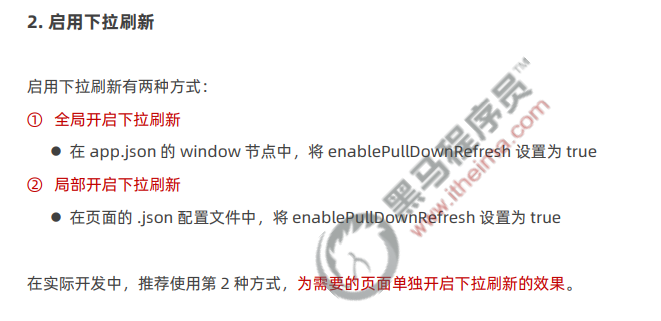 2. 启用下拉刷新
启用下拉刷新有两种方式：
① 全局开启下拉刷新
● 在 app.json 的 window 节点中，将 enablePullDownRefresh 设置为 true
② 局部开启下拉刷新
● 在页面的 .json 配置文件中，将 enablePullDownRefresh 设置为 true
在实际开发中，推荐使用第 2 种方式，为需要的页面单独开启下拉刷新的效果。
黑马程序员™
www.itheima.com